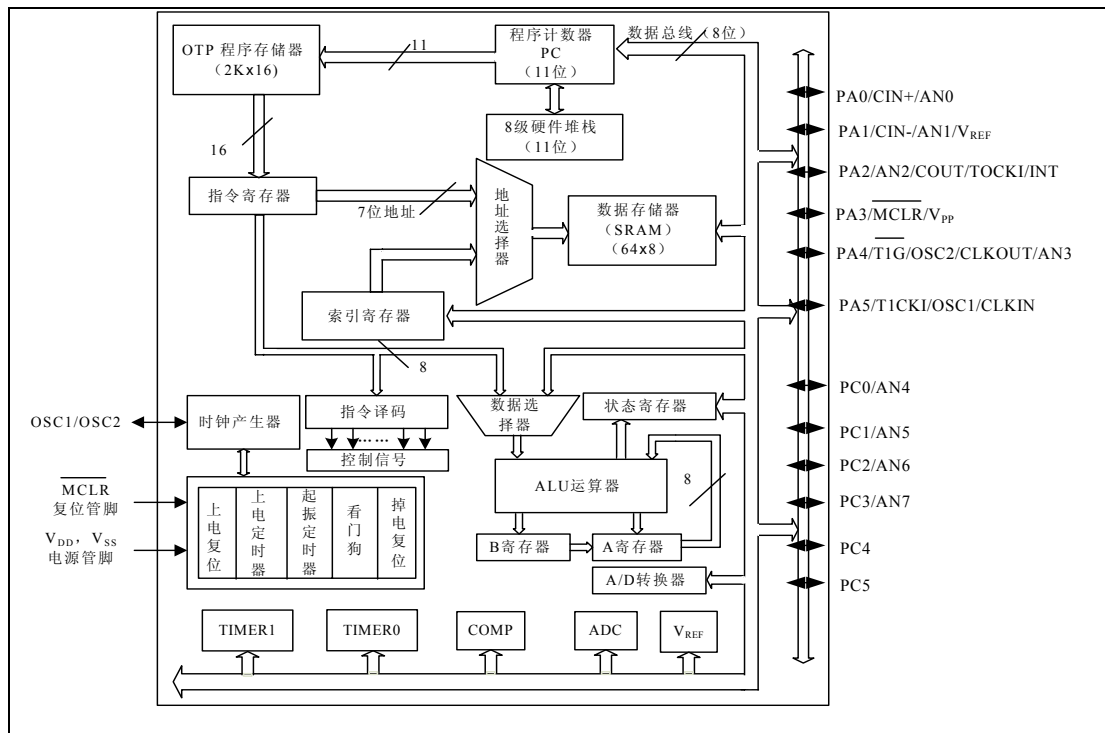 OTP 程序存储器
（2Kx16)
11
程序计数器
PC
（11位）
数据总线（8位）
8级硬件堆栈
（11位）
16
指令寄存器
7位地址
地址选择器
数据存储器
（SRAM）
（64x8）
索引寄存器
8
指令译码
······
控制信号
数据选
择器
状态寄存器
ALU运算器
8
B寄存器
A寄存器
A/D转换器
OSC1/OSC2
时钟产生器
MCLR
复位管脚
VDD，VSS
电源管脚
上电复位
上电定时器
起振定时器
看门狗
掉电复位
TIMER1
TIMER0
COMP
ADC
VREF
PA0/CIN+/AN0
PA1/CIN-/AN1/VREF
PA2/AN2/COUT/TOCKI/INT
PA3/MCLR/VPP
PA4/T1G/OSC2/CLKOUT/AN3
PA5/T1CKI/OSC1/CLKIN
PC0/AN4
PC1/AN5
PC2/AN6
PC3/AN7
PC4
PC5